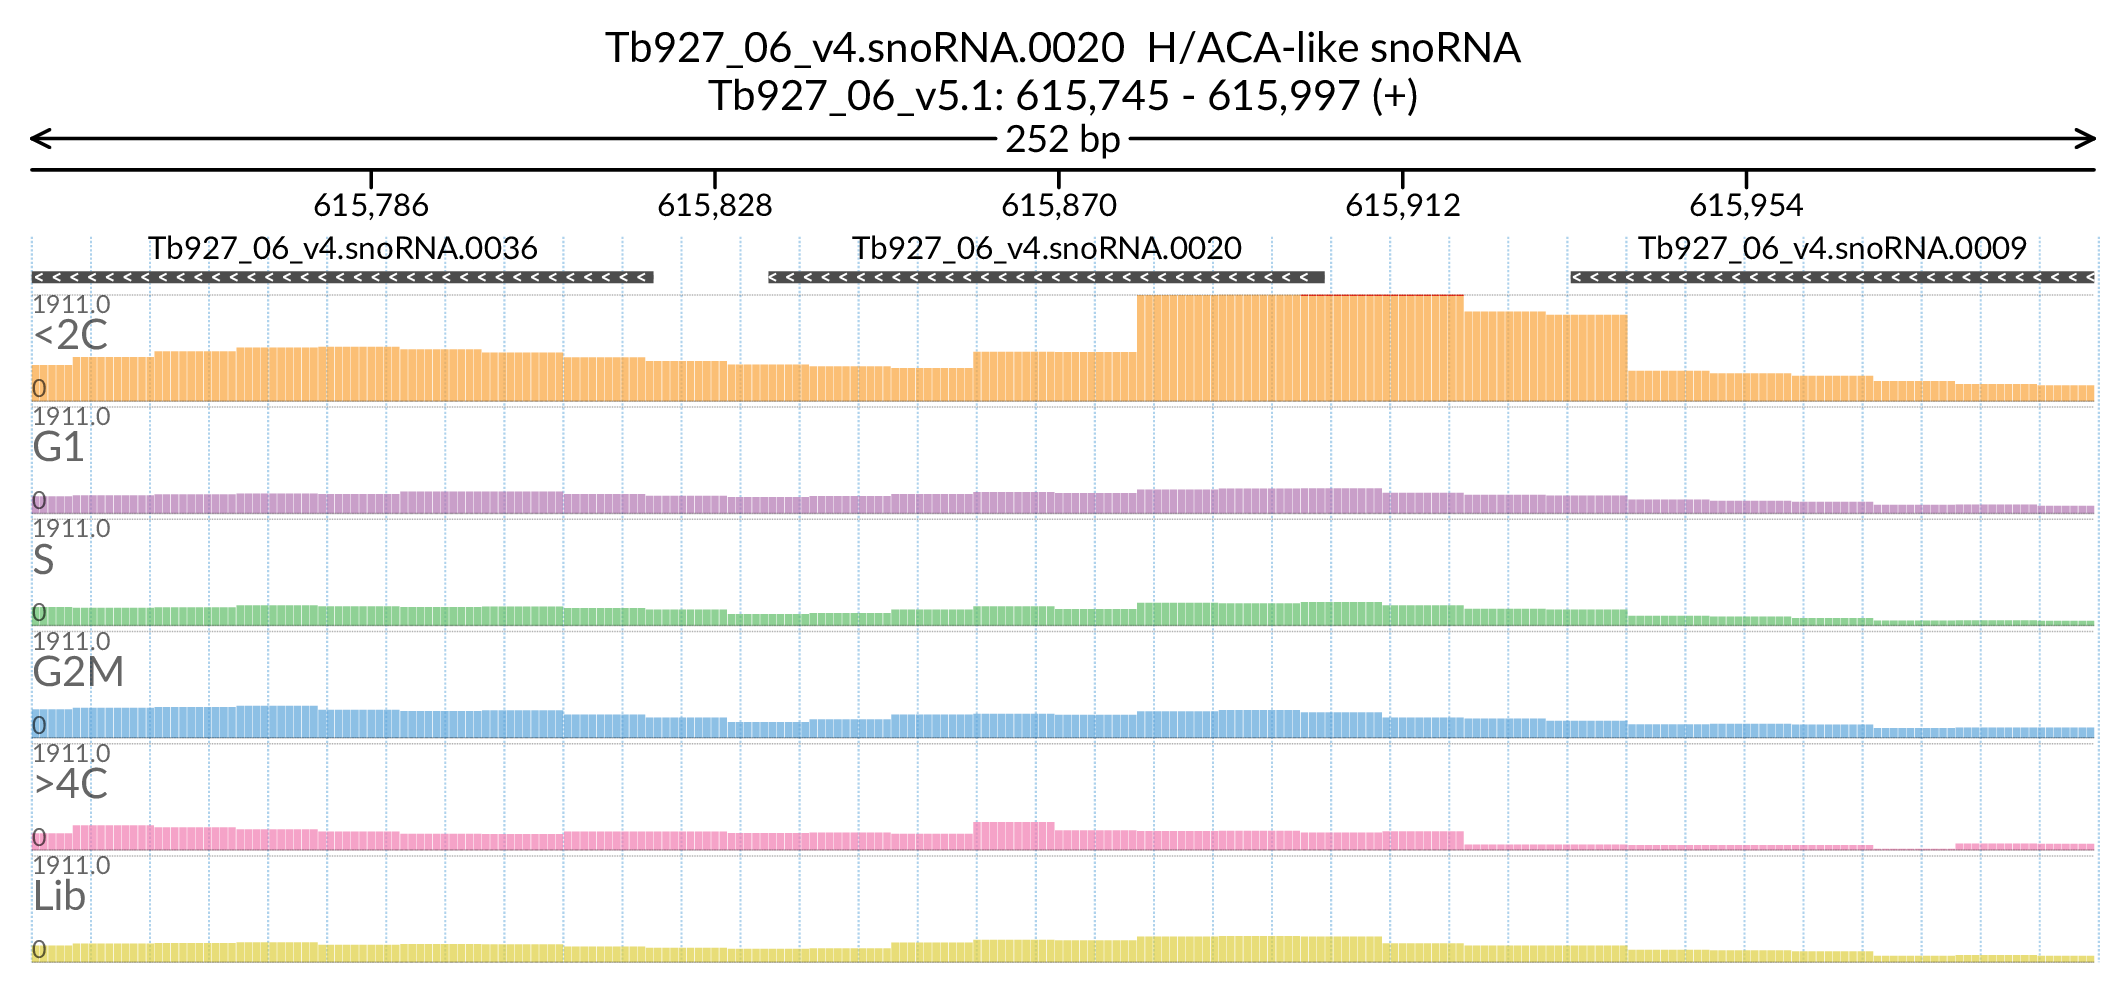 Tb927_06_v4.snoRNA.0020 H/ACA-like snoRNA
Tb927_06_v5.1: 615,745 - 615,997 (+)
252 bp
615,786 615,828 615,870 615,912 615,954
Tb927_06_v4.snoRNA.0036 Tb927_06_v4.snoRNA.0020 Tb927_06_v4.snoRNA.0009
1911.0
<2C
0
1911.0
G1
0
1911.0
S
0
1911.0
G2M
0
1911.0
>4C
0
1911.0
Lib
0